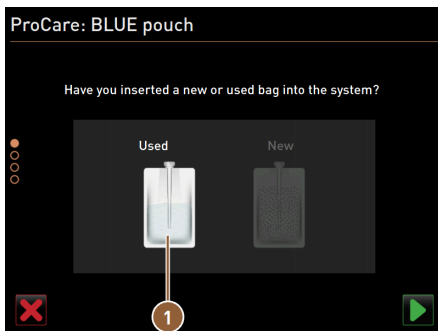 ProCare: BLUE pouch
Have you inserted a new or used bag into the system?
Used New
1